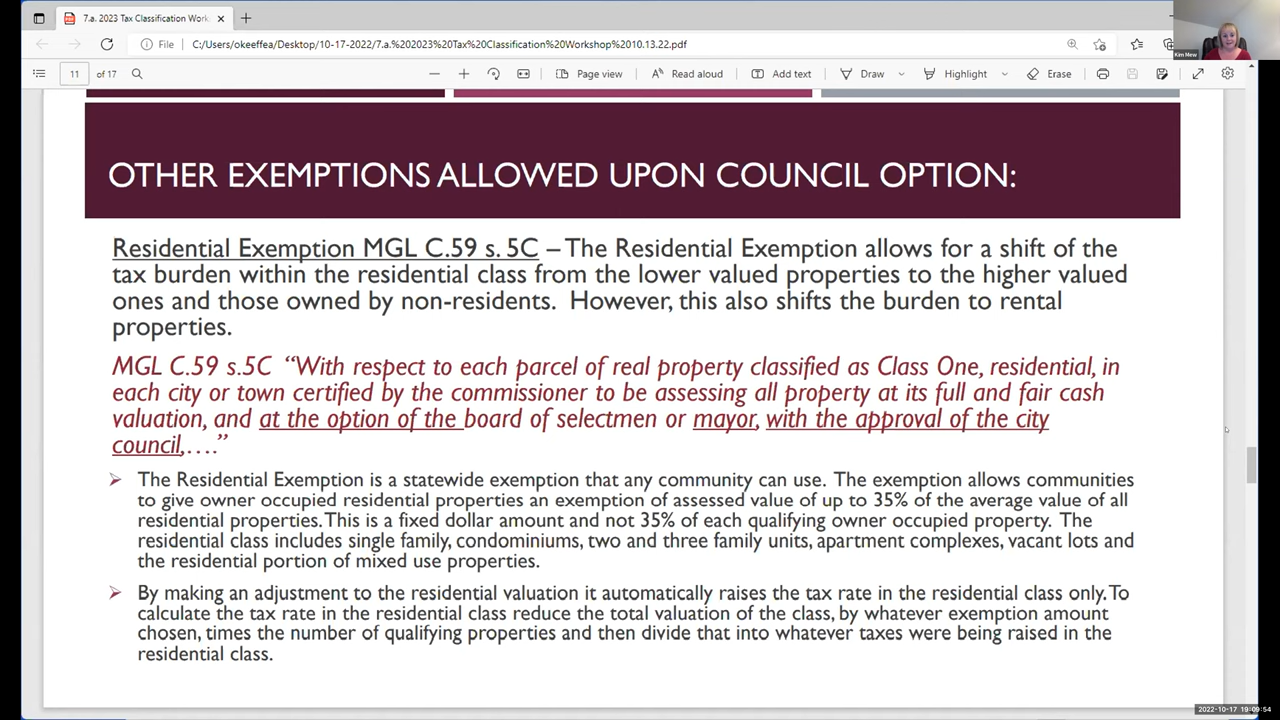 7.a. 2023 Tax Classification Work
File
C:/Users/okeeffea/Desktop/10-17-2022/7.a.%202023%20Tax%20Classification%20Workshop%2010.13.22.pdf
11 of 17
Page view
Read aloud
Add text
Draw
Highlight
Erase
Kim Mew
OTHER EXEMPTIONS ALLOWED UPON COUNCIL OPTION:
Residential Exemption MGL C.59 s. 5C – The Residential Exemption allows for a shift of the
tax burden within the residential class from the lower valued properties to the higher valued
ones and those owned by non-residents. However, this also shifts the burden to rental
properties.
MGL C.59 s.5C “With respect to each parcel of real property classified as Class One, residential, in
each city or town certified by the commissioner to be assessing all property at its full and fair cash
valuation, and at the option of the board of selectmen or mayor, with the approval of the city
council,….”
The Residential Exemption is a statewide exemption that any community can use. The exemption allows communities
to give owner occupied residential properties an exemption of assessed value of up to 35% of the average value of all
residential properties. This is a fixed dollar amount and not 35% of each qualifying owner occupied property. The
residential class includes single family, condominiums, two and three family units, apartment complexes, vacant lots and
the residential portion of mixed use properties.
By making an adjustment to the residential valuation it automatically raises the tax rate in the residential class only. To
calculate the tax rate in the residential class reduce the total valuation of the class, by whatever exemption amount
chosen, times the number of qualifying properties and then divide that into whatever taxes were being raised in the
residential class.
2022-10-17 19:09:54